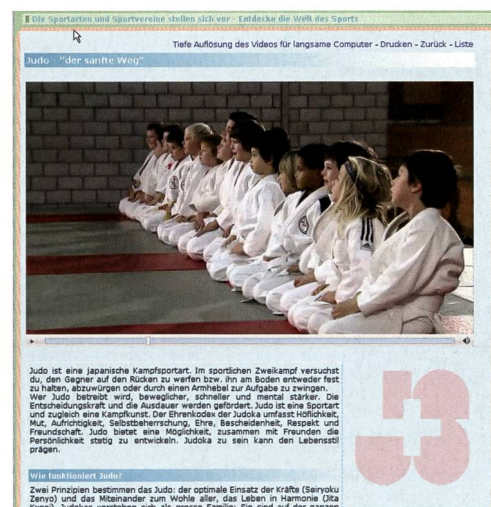 Die Sportarten und Sportvereine stellen sich vor - Entdecke die Welt des Sports
Tiefe Auflösung des Videos für langsame Computer - Drucken - Zurück - Liste
Judo - "der sanfte Weg"
Judo ist eine japanische Kampfsportart. Im sportlichen Zweikampf versuchst
du, den Gegner auf den Rücken zu werfen bzw. ihn am Boden entweder fest
zu halten, abzuwürgen oder durch einen Armhebel zur Aufgabe zu zwingen.
Wer Judo betreibt wird, beweglicher, schneller und mental stärker. Die
Entscheidungskraft und die Ausdauer werden gefördert. Judo ist eine Sportart
und zugleich eine Kampfkunst. Der Ehrenkodex der Judoka umfasst Höflichkeit,
Mut, Aufrichtigkeit, Selbstbeherrschung, Ehre, Bescheidenheit, Respekt und
Freundschaft. Judo bietet eine Möglichkeit, zusammen mit Freunden die
Persönlichkeit stetig zu entwickeln. Judoka zu sein kann den Lebensstil
prägen.
Wie funktioniert Judo?
Zwei Prinzipien bestimmen das Judo: der optimale Einsatz der Kräfte (Seiryoku
Zenyo) und das Miteinander zum Wohle aller, das Leben in Harmonie (Jita